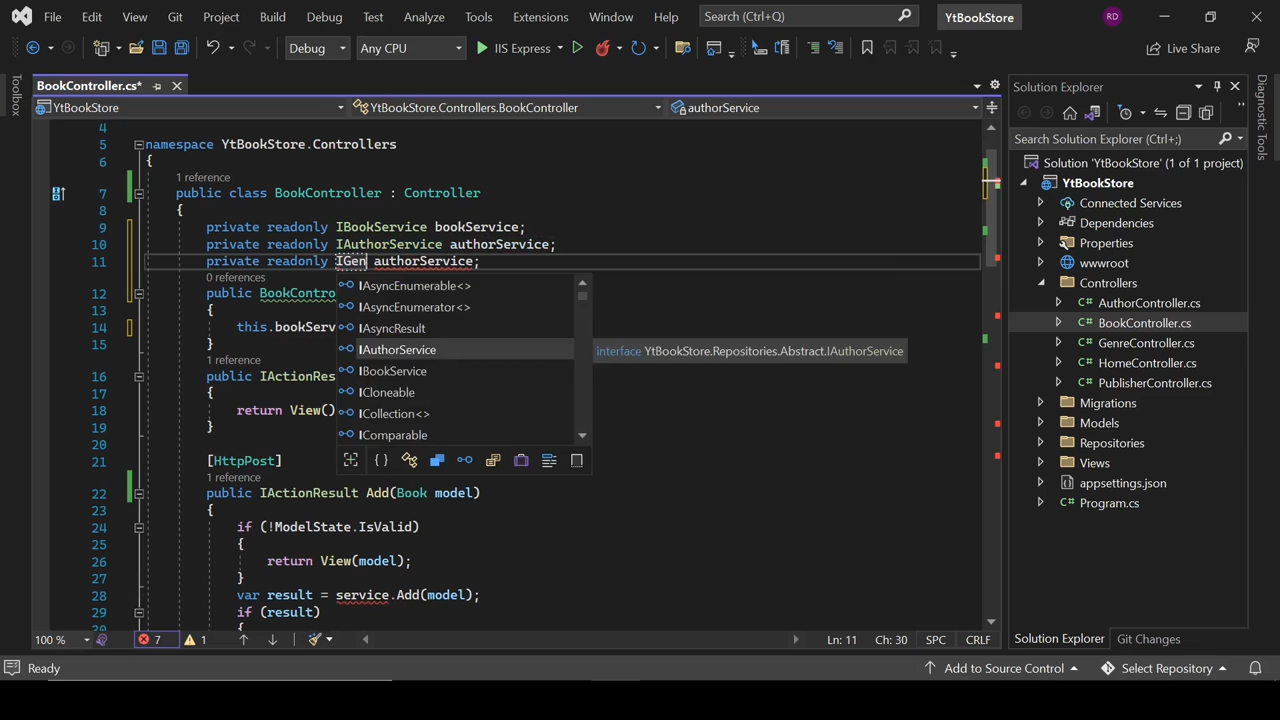 File Edit View Git Project Build Debug Test Analyze Tools Extensions Window Help Search (Ctrl+Q) YtBookStore RD
Debug Any CPU IIS Express Live Share
Toolbox
BookController.cs*
YtBookStore YtBookStore.Controllers.BookController authorService
4
5 namespace YtBookStore.Controllers
6 {
1 reference
7 public class BookController : Controller
8 {
9 private readonly IBookService bookService;
10 private readonly IAuthorService authorService;
11 private readonly IGen authorService;
0 references
12 public BookContro
13 {
14 this.bookServ
15 }
1 reference
16 public IActionRes
17 {
18 return View()
19 }
20
21 [HttpPost]
1 reference
22 public IActionResult Add(Book model)
23 {
24 if (!ModelState.IsValid)
25 {
26 return View(model);
27 }
28 var result = service.Add(model);
29 if (result)
30 {
IAsyncEnumerable<>
IAsyncEnumerator<>
IAsyncResult
IAuthorService
IBookService
ICloneable
ICollection<>
IComparable
interface YtBookStore.Repositories.Abstract.IAuthorService
100 % 7 1 Ln: 11 Ch: 30 SPC CRLF
Solution Explorer
Search Solution Explorer (Ctrl+;)
Solution 'YtBookStore' (1 of 1 project)
YtBookStore
Connected Services
Dependencies
Properties
wwwroot
Controllers
AuthorController.cs
BookController.cs
GenreController.cs
HomeController.cs
PublisherController.cs
Migrations
Models
Repositories
Views
appsettings.json
Program.cs
Solution Explorer Git Changes
Diagnostic Tools
Ready Add to Source Control Select Repository